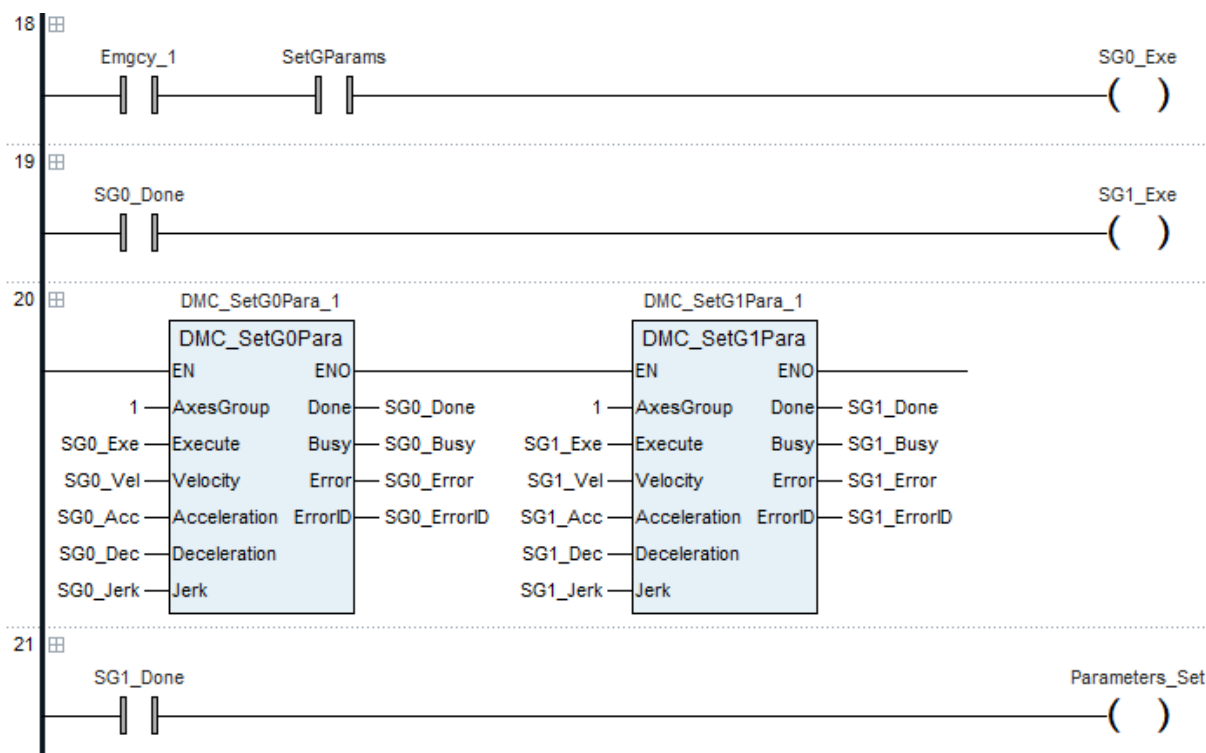 18
Emgcy_1 SetGParams SG0_Exe
19
SG0_Done SG1_Exe
20
DMC_SetG0Para_1 DMC_SetG1Para_1
DMC_SetG0Para DMC_SetG1Para
EN ENO EN ENO
1 AxesGroup Done SG0_Done 1 AxesGroup Done SG1_Done
SG0_Exe Execute Busy SG0_Busy SG1_Exe Execute Busy SG1_Busy
SG0_Vel Velocity Error SG0_Error SG1_Vel Velocity Error SG1_Error
SG0_Acc Acceleration ErrorID SG0_ErrorID SG1_Acc Acceleration ErrorID SG1_ErrorID
SG0_Dec Deceleration SG1_Dec Deceleration
SG0_Jerk Jerk SG1_Jerk Jerk
21
SG1_Done Parameters_Set